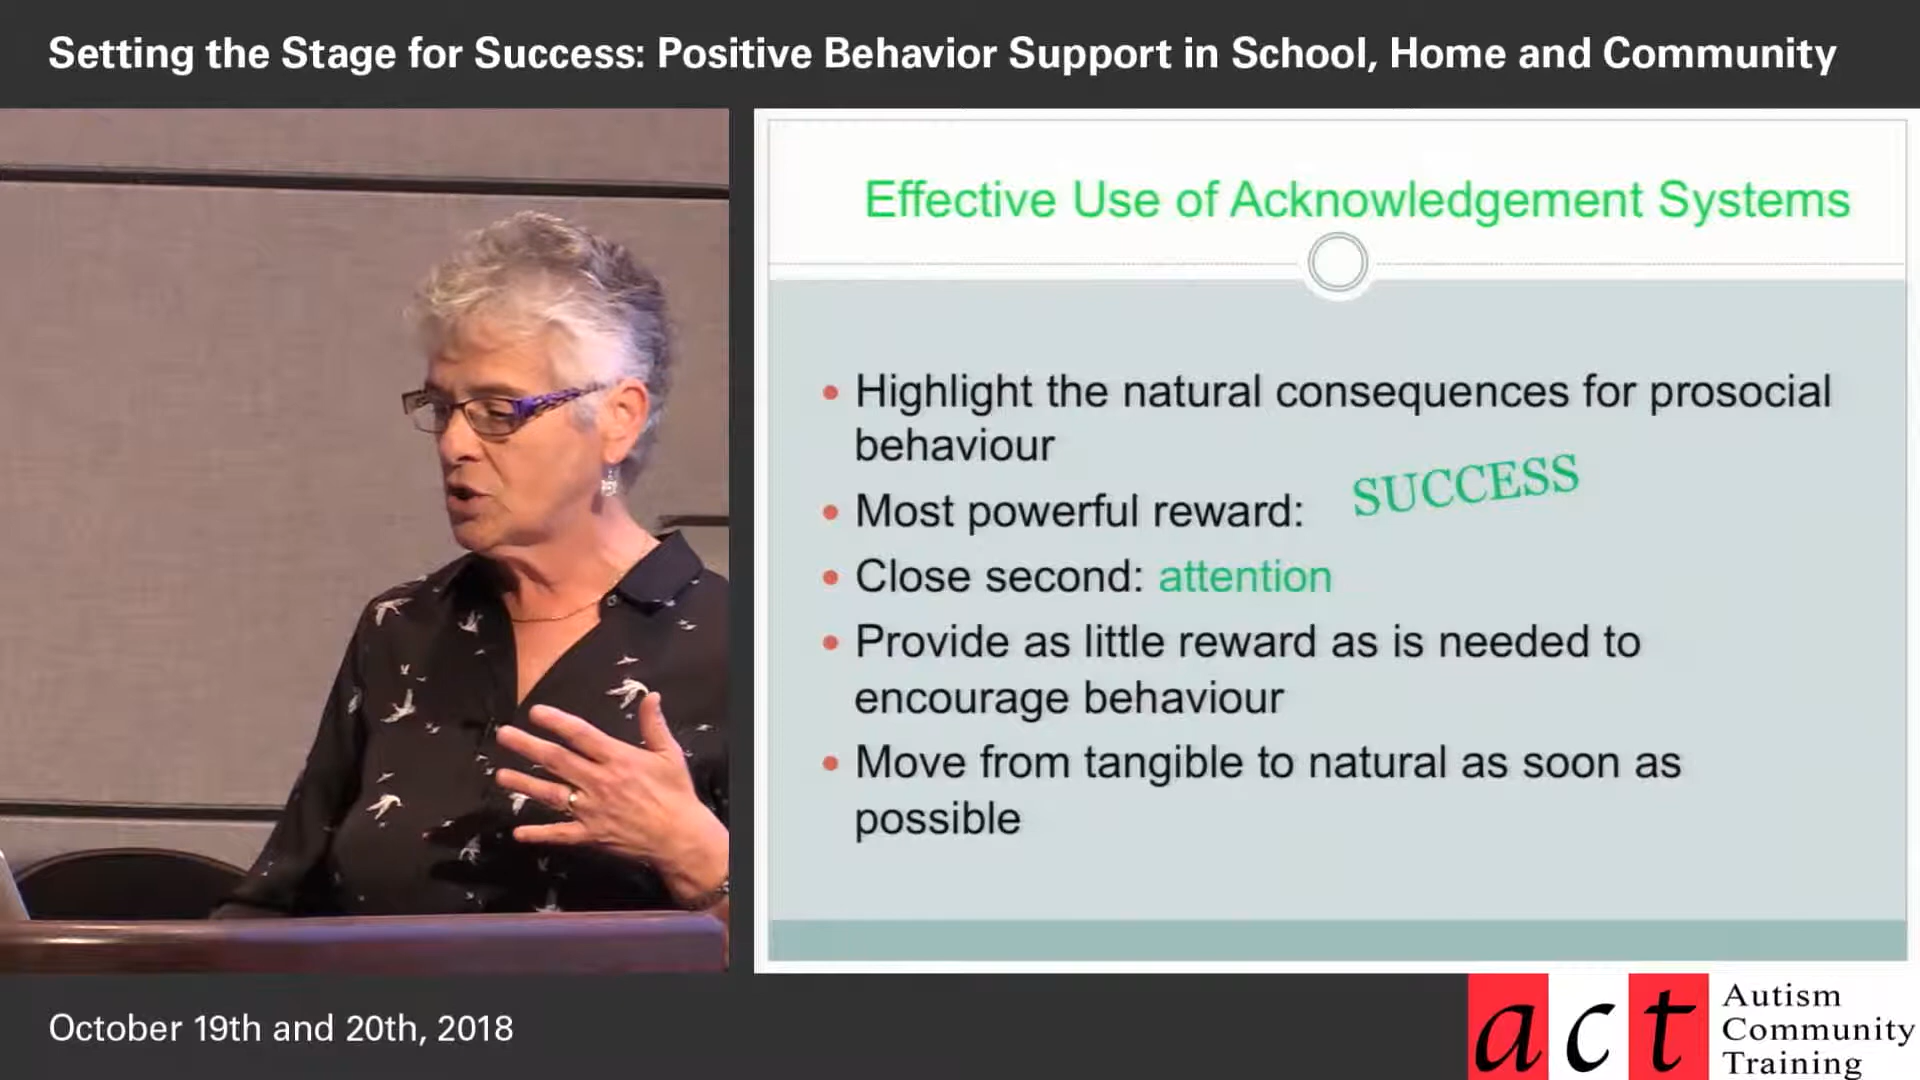 Setting the Stage for Success: Positive Behavior Support in School, Home and Community
Effective Use of Acknowledgement Systems
• Highlight the natural consequences for prosocial
behaviour
• Most powerful reward: SUCCESS
• Close second: attention
• Provide as little reward as is needed to
encourage behaviour
• Move from tangible to natural as soon as
possible
October 19th and 20th, 2018
act
Autism
Community
Training